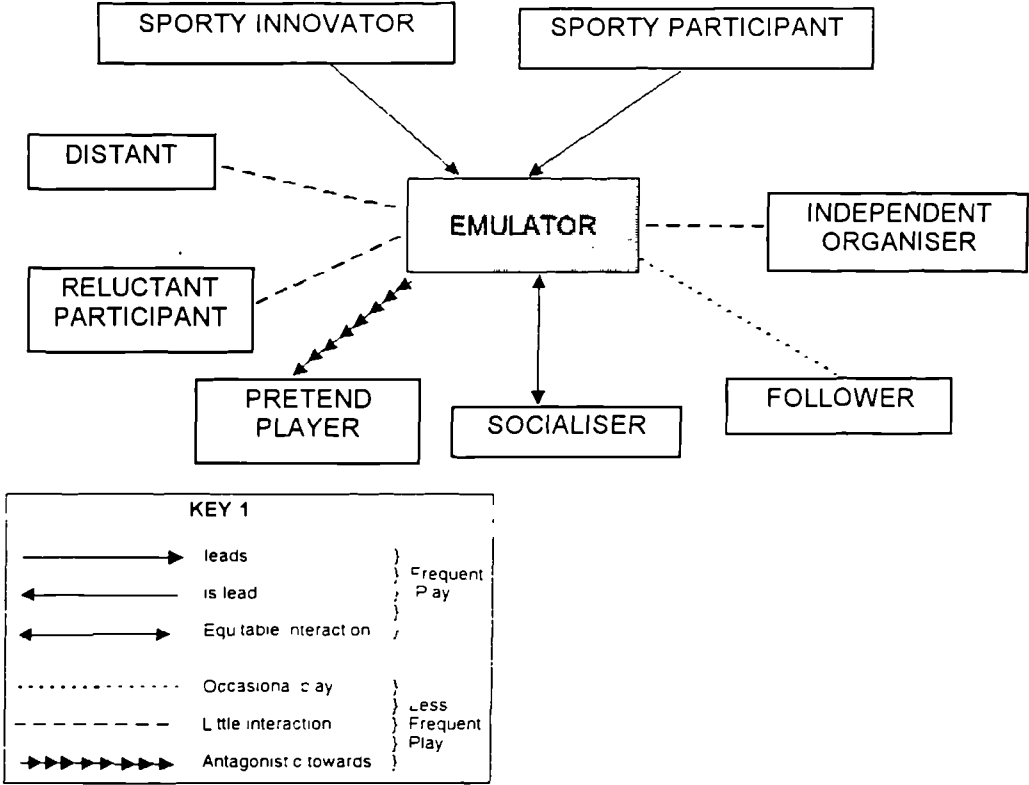 SPORTY INNOVATOR
SPORTY PARTICIPANT
DISTANT
EMULATOR
INDEPENDENT
ORGANISER
RELUCTANT
PARTICIPANT
PRETEND
PLAYER
SOCIALISER
FOLLOWER
KEY 1
leads
is lead
Equitable interaction
Frequent
Play
Occasional play
Little interaction
Antagonistic towards
Less
Frequent
Play